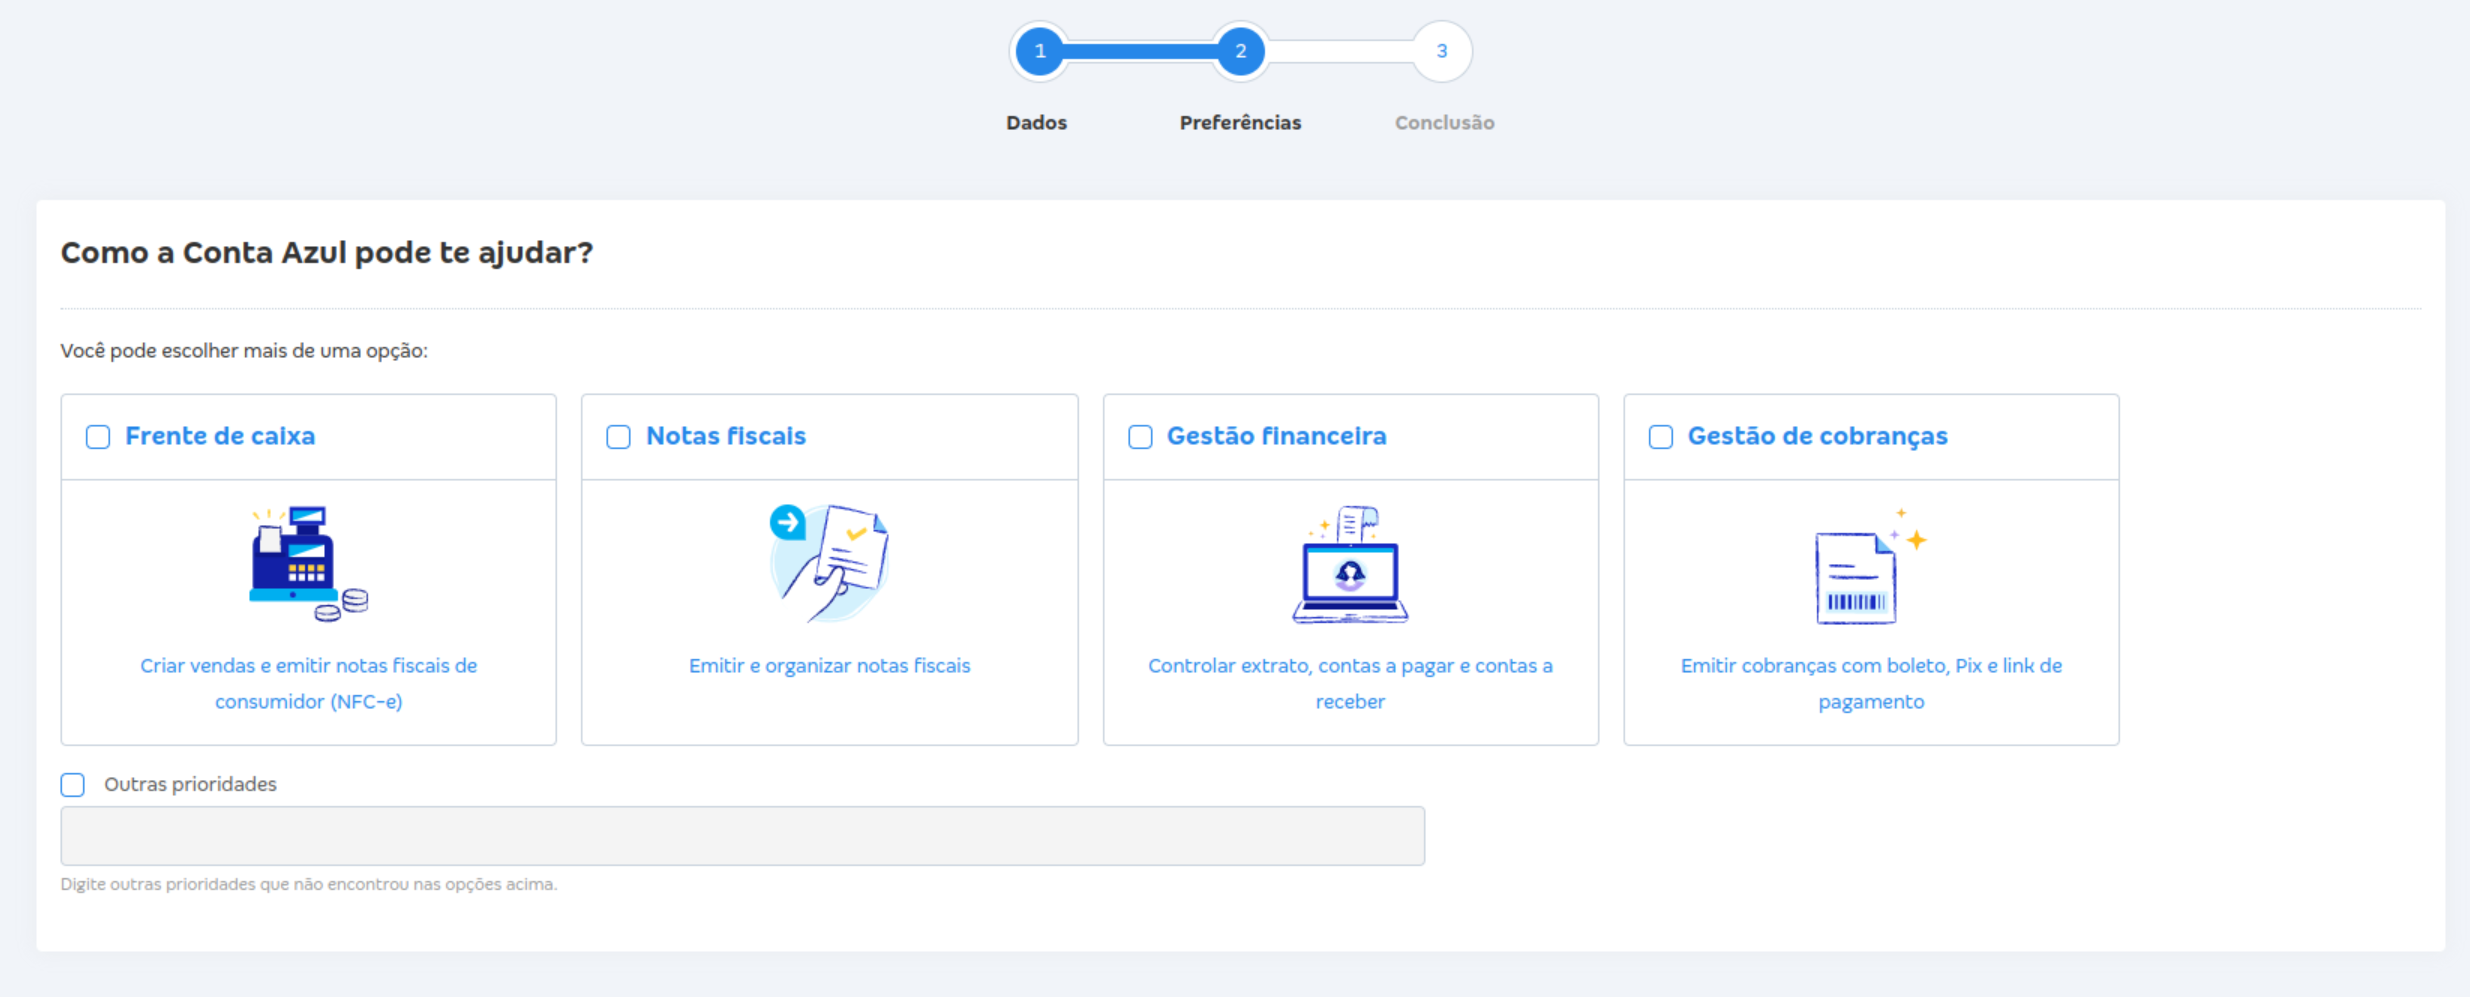 1 2 3
Dados Preferências Conclusão
Como a Conta Azul pode te ajudar?
Você pode escolher mais de uma opção:
Frente de caixa
Criar vendas e emitir notas fiscais de
consumidor (NFC-e)
Notas fiscais
Emitir e organizar notas fiscais
Gestão financeira
Controlar extrato, contas a pagar e contas a
receber
Gestão de cobranças
Emitir cobranças com boleto, Pix e link de
pagamento
Outras prioridades
Digite outras prioridades que não encontrou nas opções acima.